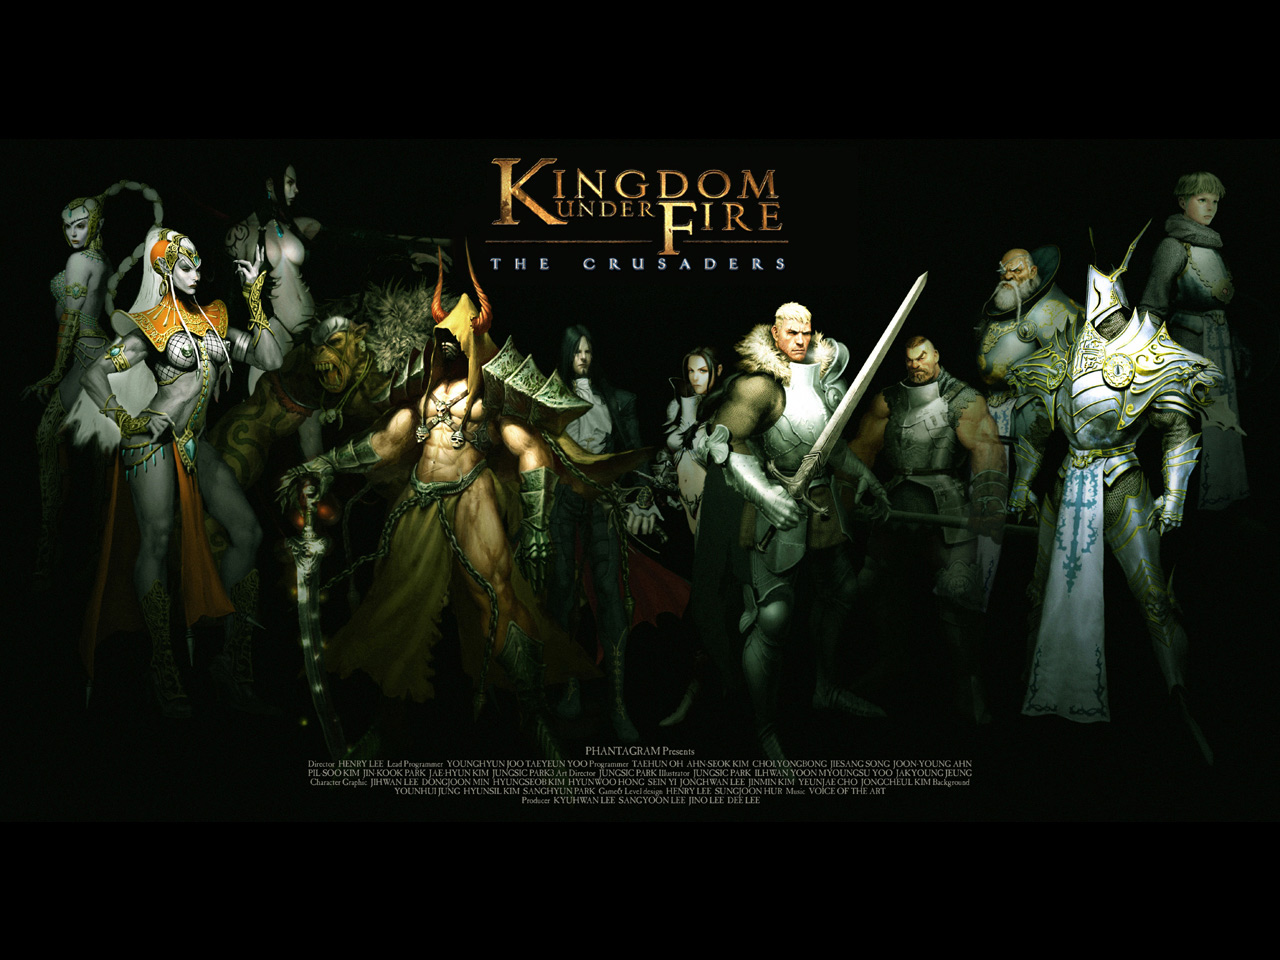 KINGDOM
UNDER FIRE
THE CRUSADERS
PHANTAGRAM Presents
Director HENRY LEE Lead Programmer YOUNGHYUN JOO TAEYEUN YOO Programmer TAEHUN OH AHN-SEOK KIM CHOLYONGBONG JIESANG SONG JOON-YOUNG AHN
PIL SOO KIM JIN-KOOK PARK JAE-HYUN KIM JUNGSIC PARK3 Art Director JUNGSIC PARK Illustrator JUNGSIC PARK ILHWAN YOON MYOUNGSU YOO JAKYOUNG JEUNG
Character Graphic JIHWAN LEE DONGJOON MIN HYUNGSEOB KIM HYUNWOO HONG SEIN YI JONGHWAN LEE JINMIN KIM YEUNJAE CHO JONGCHEUL KIM Background
YOUNHUI JUNG HYUNSIL KIM SANGHYUN PARK Game& Level design HENRY LEE SUNGJOON HUR Music VOICE OF THE ART
Producer KYUHWAN LEE SANGYOON LEE JINO LEE DEE LEE